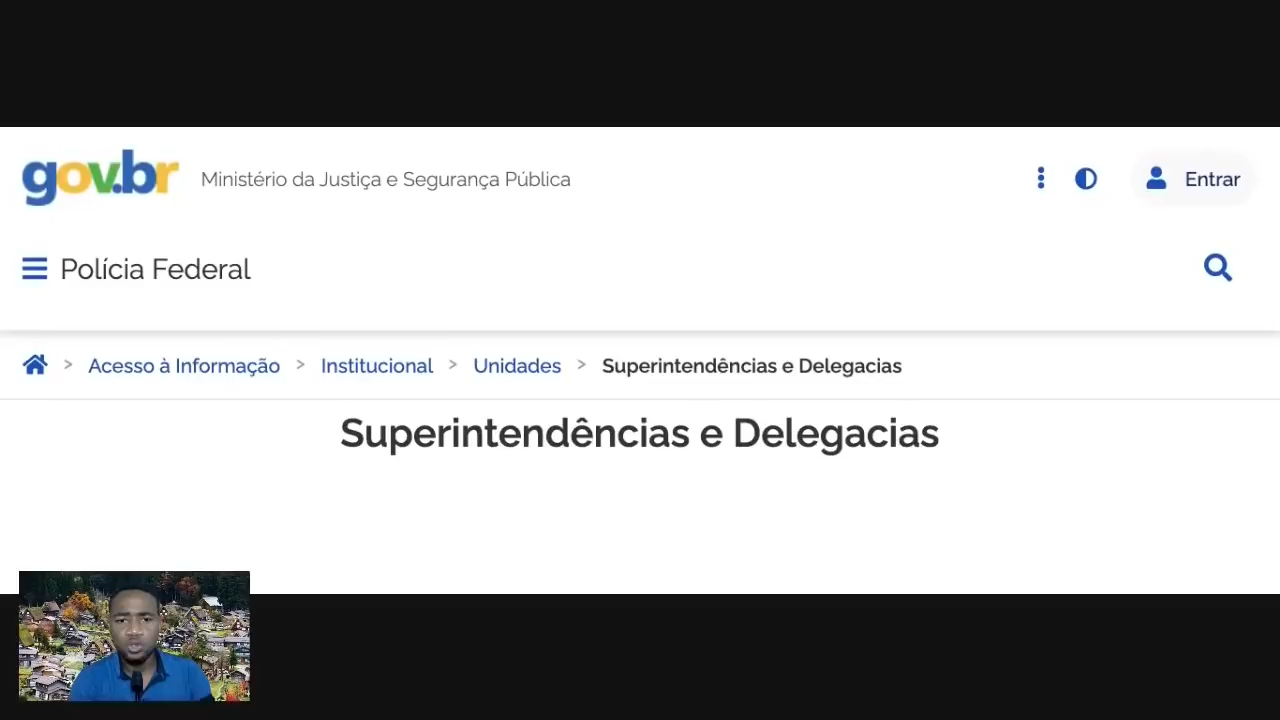 gov.br Ministério da Justiça e Segurança Pública Entrar
Polícia Federal
> Acesso à Informação > Institucional > Unidades > Superintendências e Delegacias
Superintendências e Delegacias